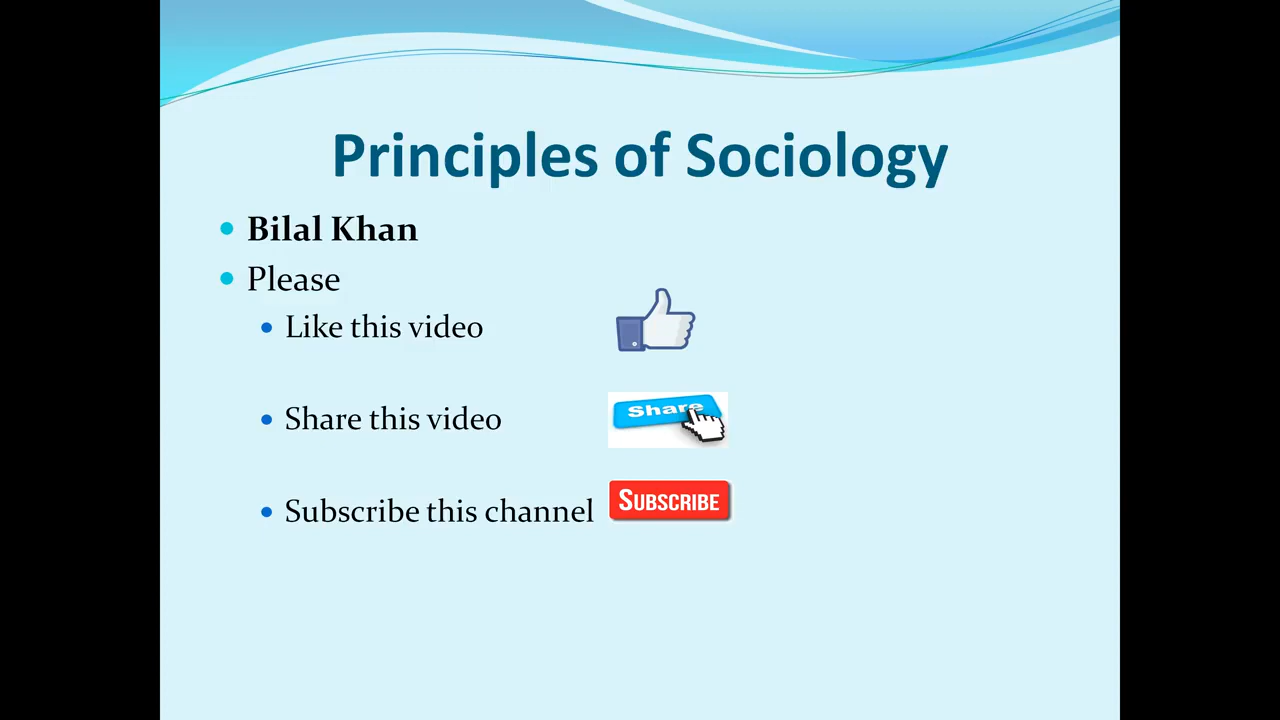 Principles of Sociology
Bilal Khan
Please
Like this video
Share this video
Share
Subscribe this channel
SUBSCRIBE